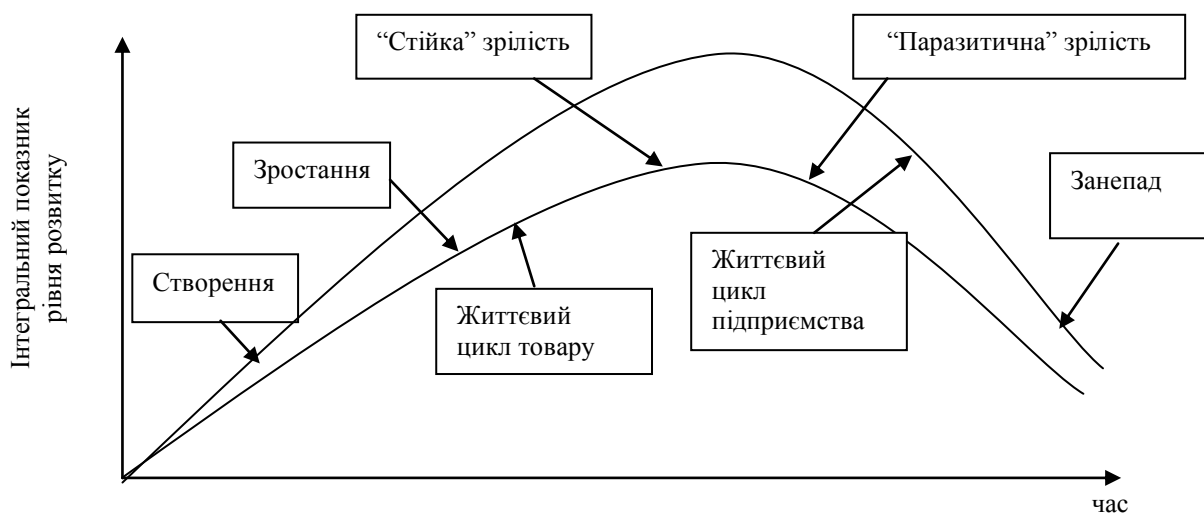 Інтегральний показник
рівня розвитку
“Стійка” зрілість
“Паразитична” зрілість
Зростання
Занепад
Створення
Життєвий
цикл товару
Життєвий
цикл
підприємства
час